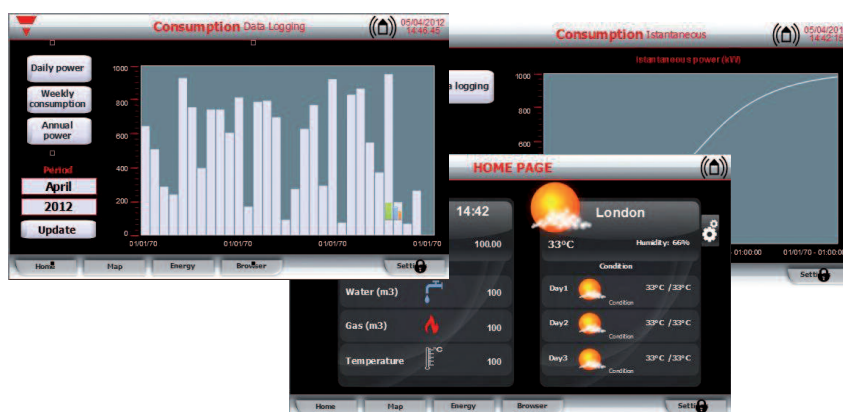 Consumption Data Logging
05/04/2012
14:46:45
Daily power
Weekly
consumption
Annual
power
Period
April
2012
Update
1000
800
600
400
200
0
01/01/70
01/01/70
01/01/70
01/01/70
Home
Map
Energy
Browser
Consumption Istantaneous
05/04/201
14:42:15
Istantaneous power (kW)
a logging
1000
800
600
- 01:00:00
01/01/70 - 01:00:0
HOME PAGE
14:42
100.00
Water (m3)
100
Gas (m3)
100
Temperature
°C
100
London
33°C
Humidity: 66%
Condition
Day1
Condition
33°C /33°C
Day2
Condition
33°C /33°C
Day3
Condition
33°C /33°C
Home
Map
Energy
Browser